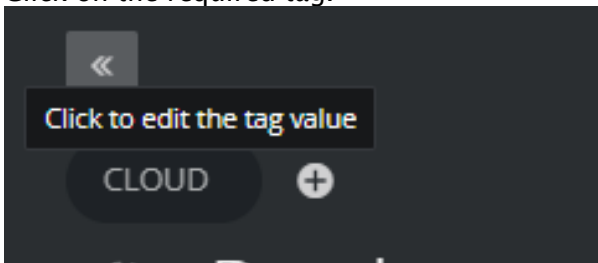 Click on the required tag.
«
Click to edit the tag value
CLOUD